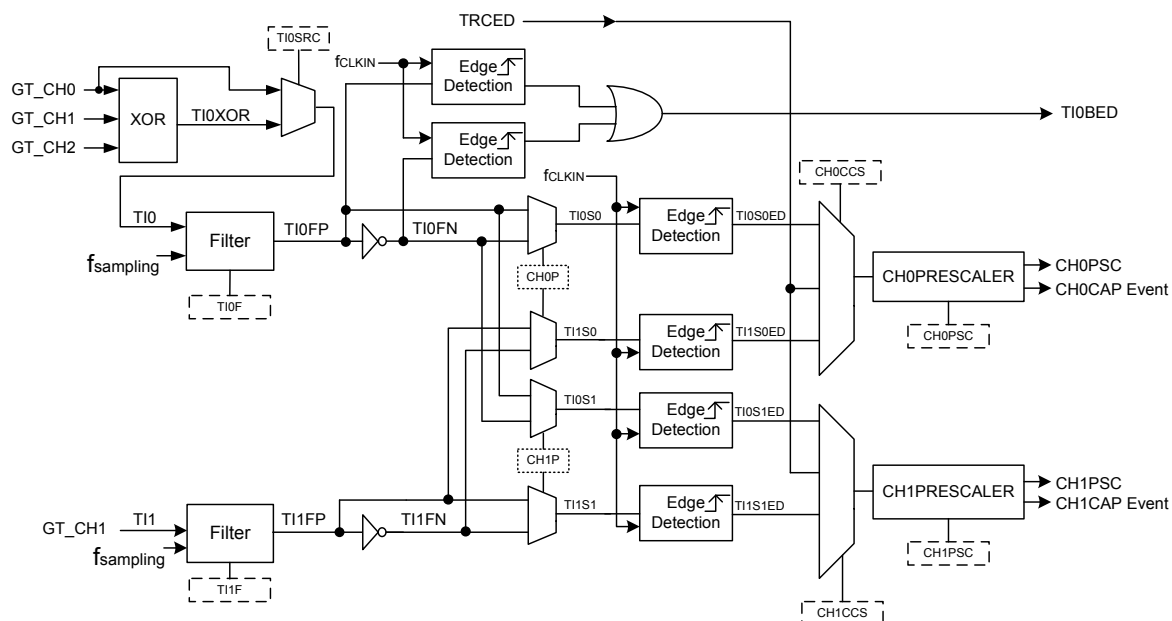 TRCED
TI0SRC
fCLKIN
Edge
Detection
GT_CH0
GT_CH1
GT_CH2
XOR
TI0XOR
TI0BED
Edge
Detection
fCLKIN
CH0CCS
TI0
Filter
TI0FP
TI0FN
TI0S0
Edge
Detection
TI0S0ED
fsampling
TI0F
CH0P
CH0PRESCALER
CH0PSC
CH0CAP Event
CH0PSC
TI1S0
Edge
Detection
TI1S0ED
TI0S1
Edge
Detection
TI0S1ED
CH1P
CH1PRESCALER
CH1PSC
CH1CAP Event
GT_CH1
TI1
Filter
TI1FP
TI1FN
TI1S1
Edge
Detection
TI1S1ED
fsampling
CH1PSC
TI1F
CH1CCS